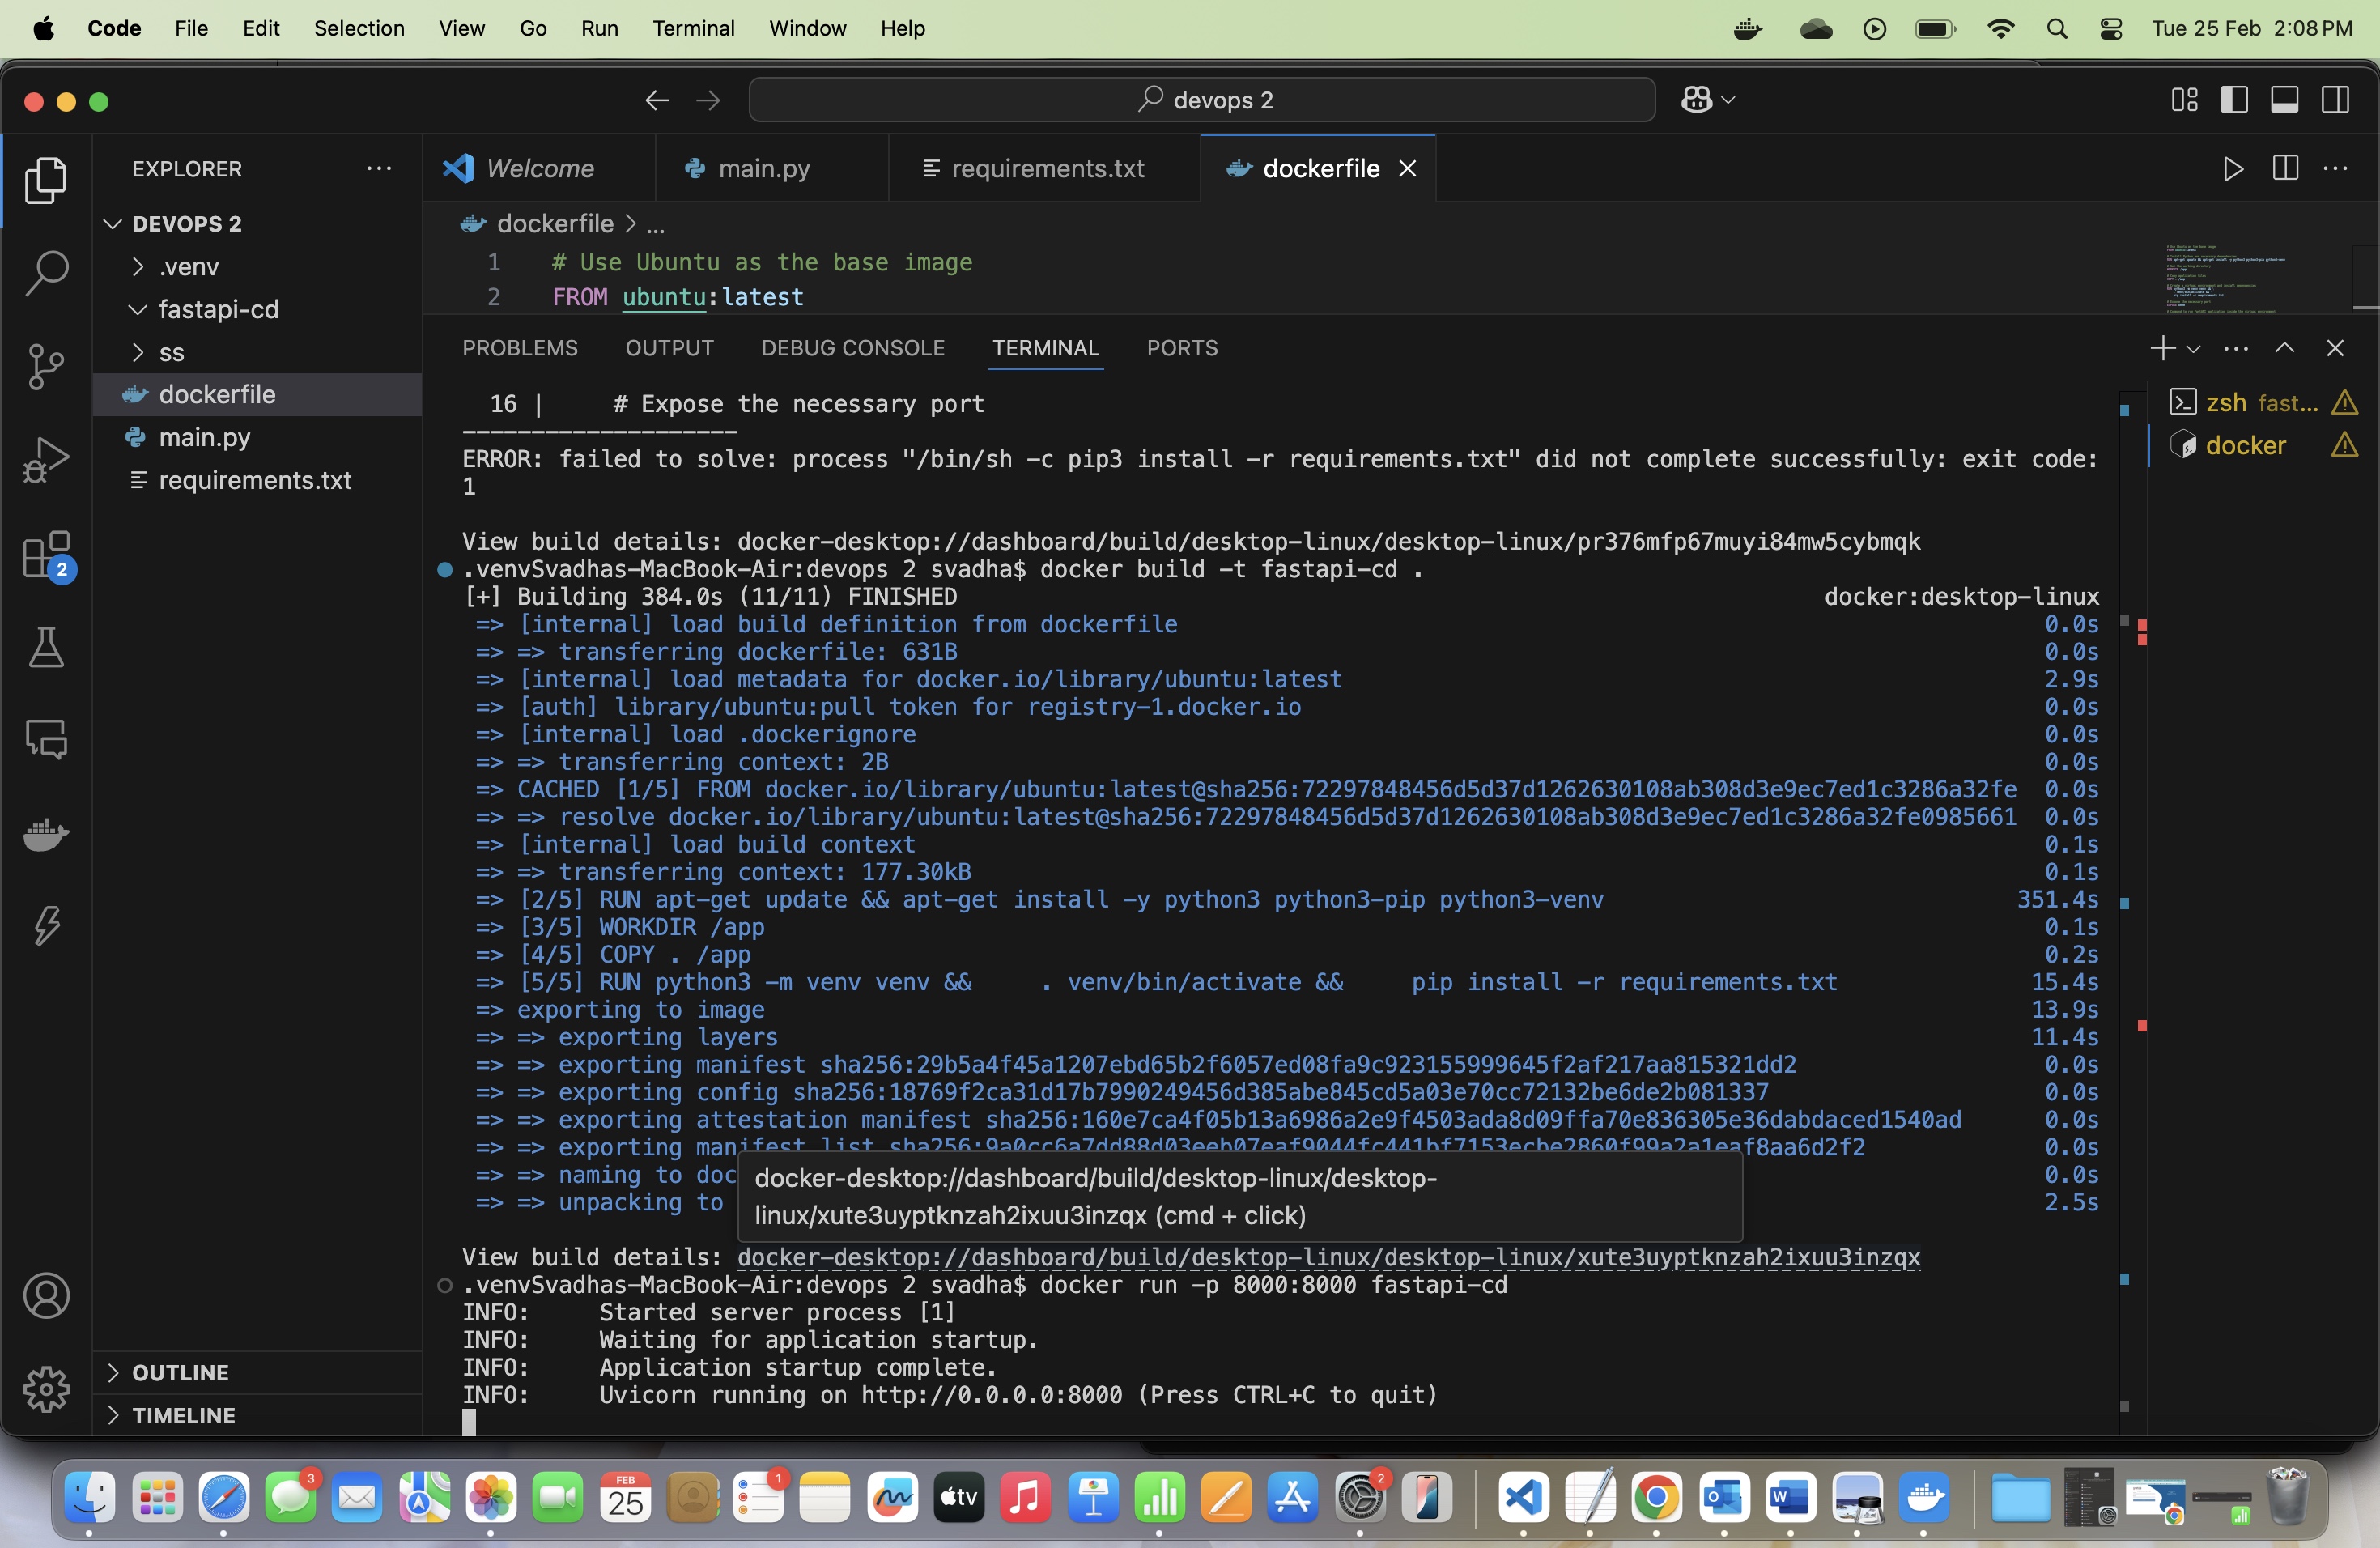 Code File Edit Selection View Go Run Terminal Window Help Tue 25 Feb 2:08 PM
devops 2
EXPLORER
Welcome main.py requirements.txt dockerfile
DEVOPS 2
.venv
fastapi-cd
ss
dockerfile
main.py
requirements.txt
2
OUTLINE
TIMELINE
dockerfile > ...
1 # Use Ubuntu as the base image
2 FROM ubuntu:latest
PROBLEMS OUTPUT DEBUG CONSOLE TERMINAL PORTS
zsh fast...
docker
16 | # Expose the necessary port
--------------------
ERROR: failed to solve: process "/bin/sh -c pip3 install -r requirements.txt" did not complete successfully: exit code:
1
View build details: docker-desktop://dashboard/build/desktop-linux/desktop-linux/pr376mfp67muyi84mw5cybmqk
.venvSvadhas-MacBook-Air:devops 2 svadha$ docker build -t fastapi-cd .
[+] Building 384.0s (11/11) FINISHED docker:desktop-linux
=> [internal] load build definition from dockerfile 0.0s
=> => transferring dockerfile: 631B 0.0s
=> [internal] load metadata for docker.io/library/ubuntu:latest 2.9s
=> [auth] library/ubuntu:pull token for registry-1.docker.io 0.0s
=> [internal] load .dockerignore 0.0s
=> => transferring context: 2B 0.0s
=> CACHED [1/5] FROM docker.io/library/ubuntu:latest@sha256:72297848456d5d37d1262630108ab308d3e9ec7ed1c3286a32fe 0.0s
=> => resolve docker.io/library/ubuntu:latest@sha256:72297848456d5d37d1262630108ab308d3e9ec7ed1c3286a32fe0985661 0.0s
=> [internal] load build context 0.1s
=> => transferring context: 177.30kB 0.1s
=> [2/5] RUN apt-get update && apt-get install -y python3 python3-pip python3-venv 351.4s
=> [3/5] WORKDIR /app 0.1s
=> [4/5] COPY . /app 0.2s
=> [5/5] RUN python3 -m venv venv && . venv/bin/activate && pip install -r requirements.txt 15.4s
=> exporting to image 13.9s
=> => exporting layers 11.4s
=> => exporting manifest sha256:29b5a4f45a1207ebd65b2f6057ed08fa9c923155999645f2af217aa815321dd2 0.0s
=> => exporting config sha256:18769f2ca31d17b7990249456d385abe845cd5a03e70cc72132be6de2b081337 0.0s
=> => exporting attestation manifest sha256:160e7ca4f05b13a6986a2e9f4503ada8d09ffa70e836305e36dabdaced1540ad 0.0s
=> => exporting manifest list sha256:9a0cc6a7dd88d03eeb07eaf9044fc441bf7153ecbe2860f99a2a1eaf8aa6d2f2 0.0s
=> => naming to doc 0.0s
=> => unpacking to 2.5s
docker-desktop://dashboard/build/desktop-linux/desktop-
linux/xute3uyptknzah2ixuu3inzqx (cmd + click)
View build details: docker-desktop://dashboard/build/desktop-linux/desktop-linux/xute3uyptknzah2ixuu3inzqx
.venvSvadhas-MacBook-Air:devops 2 svadha$ docker run -p 8000:8000 fastapi-cd
INFO: Started server process [1]
INFO: Waiting for application startup.
INFO: Application startup complete.
INFO: Uvicorn running on http://0.0.0.0:8000 (Press CTRL+C to quit)
3
FEB
25
1
tv
2